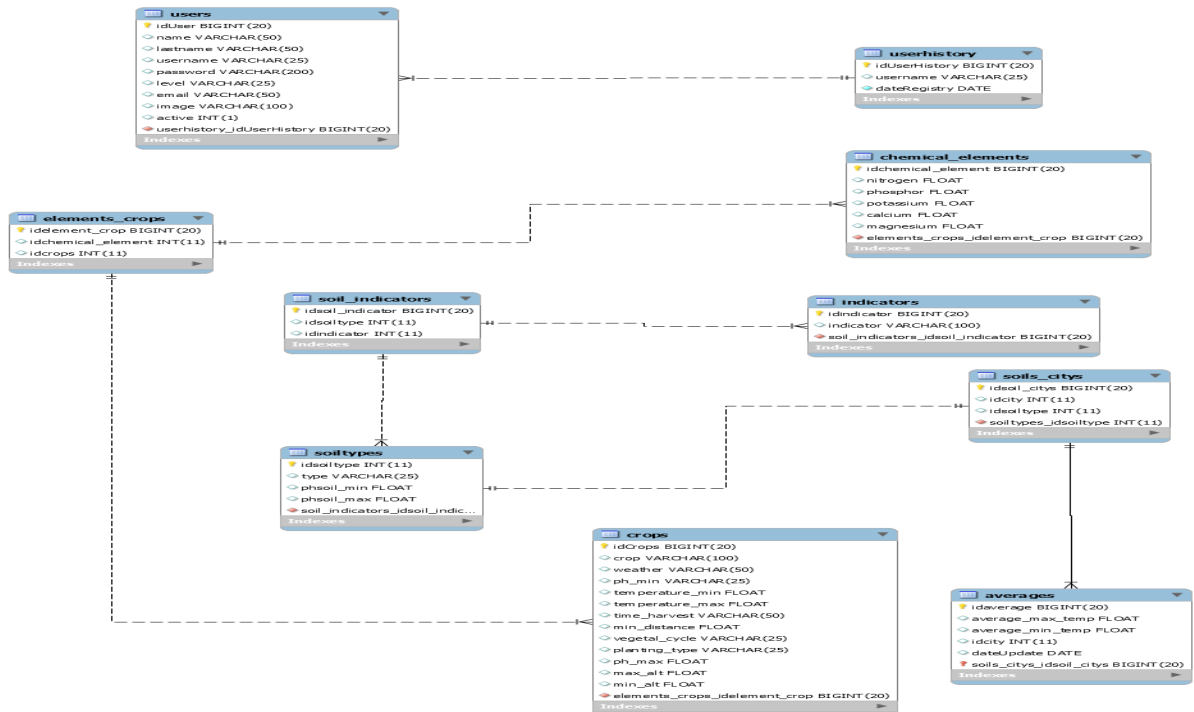 users
idUser BIGINT(20)
name VARCHAR(50)
lastname VARCHAR(50)
username VARCHAR(25)
password VARCHAR(200)
level VARCHAR(25)
email VARCHAR(50)
image VARCHAR(100)
active INT(1)
userhistory_idUserHistory BIGINT(20)
Indexes
userhistory
idUserHistory BIGINT(20)
username VARCHAR(25)
dateRegistry DATE
Indexes
chemical_elements
idchemical_element BIGINT(20)
nitrogen FLOAT
phosphor FLOAT
potassium FLOAT
calcium FLOAT
magnesium FLOAT
elements_crops_idelement_crop BIGINT(20)
Indexes
elements_crops
idelement_crop BIGINT(20)
idchemical_element INT(11)
idcrops INT(11)
Indexes
soil_indicators
idsoil_indicator BIGINT(20)
idsoiltype INT(11)
idindicator INT(11)
Indexes
indicators
idindicator BIGINT(20)
indicator VARCHAR(100)
soil_indicators_idsoil_indicator BIGINT(20)
Indexes
soils_citys
idsoil_citys BIGINT(20)
idcity INT(11)
idsoiltype INT(11)
soiltypes_idsoiltype INT(11)
Indexes
soiltypes
idsoiltype INT(11)
type VARCHAR(25)
phsoil_min FLOAT
phsoil_max FLOAT
soil_indicators_idsoil_indic...
Indexes
crops
idCrops BIGINT(20)
crop VARCHAR(100)
weather VARCHAR(50)
ph_min VARCHAR(25)
temperature_min FLOAT
temperature_max FLOAT
time_harvest VARCHAR(50)
min_distance FLOAT
vegetal_cycle VARCHAR(25)
planting_type VARCHAR(25)
ph_max FLOAT
max_alt FLOAT
min_alt FLOAT
elements_crops_idelement_crop BIGINT(20)
Indexes
averages
idaverage BIGINT(20)
average_max_temp FLOAT
average_min_temp FLOAT
idcity INT(11)
dateUpdate DATE
soils_citys_idsoil_citys BIGINT(20)
Indexes